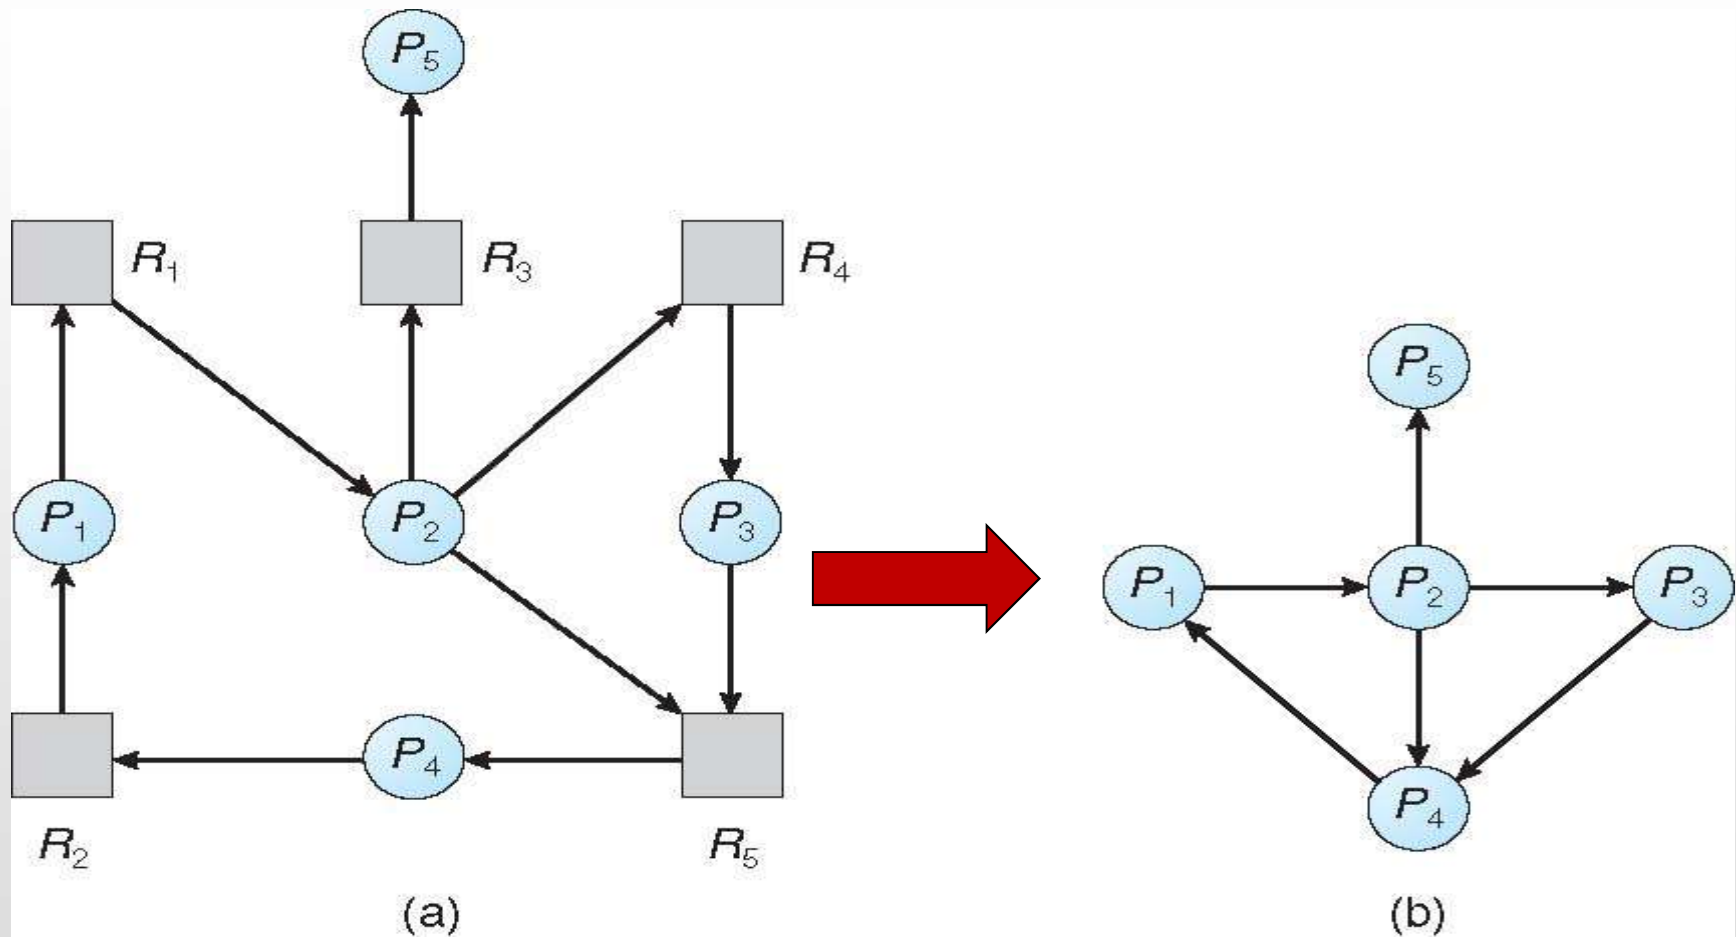 P₅
R₁
R₃
R₄
P₁
P₂
P₃
P₄
R₂
R₅
(a)
P₅
P₁
P₂
P₃
P₄
(b)